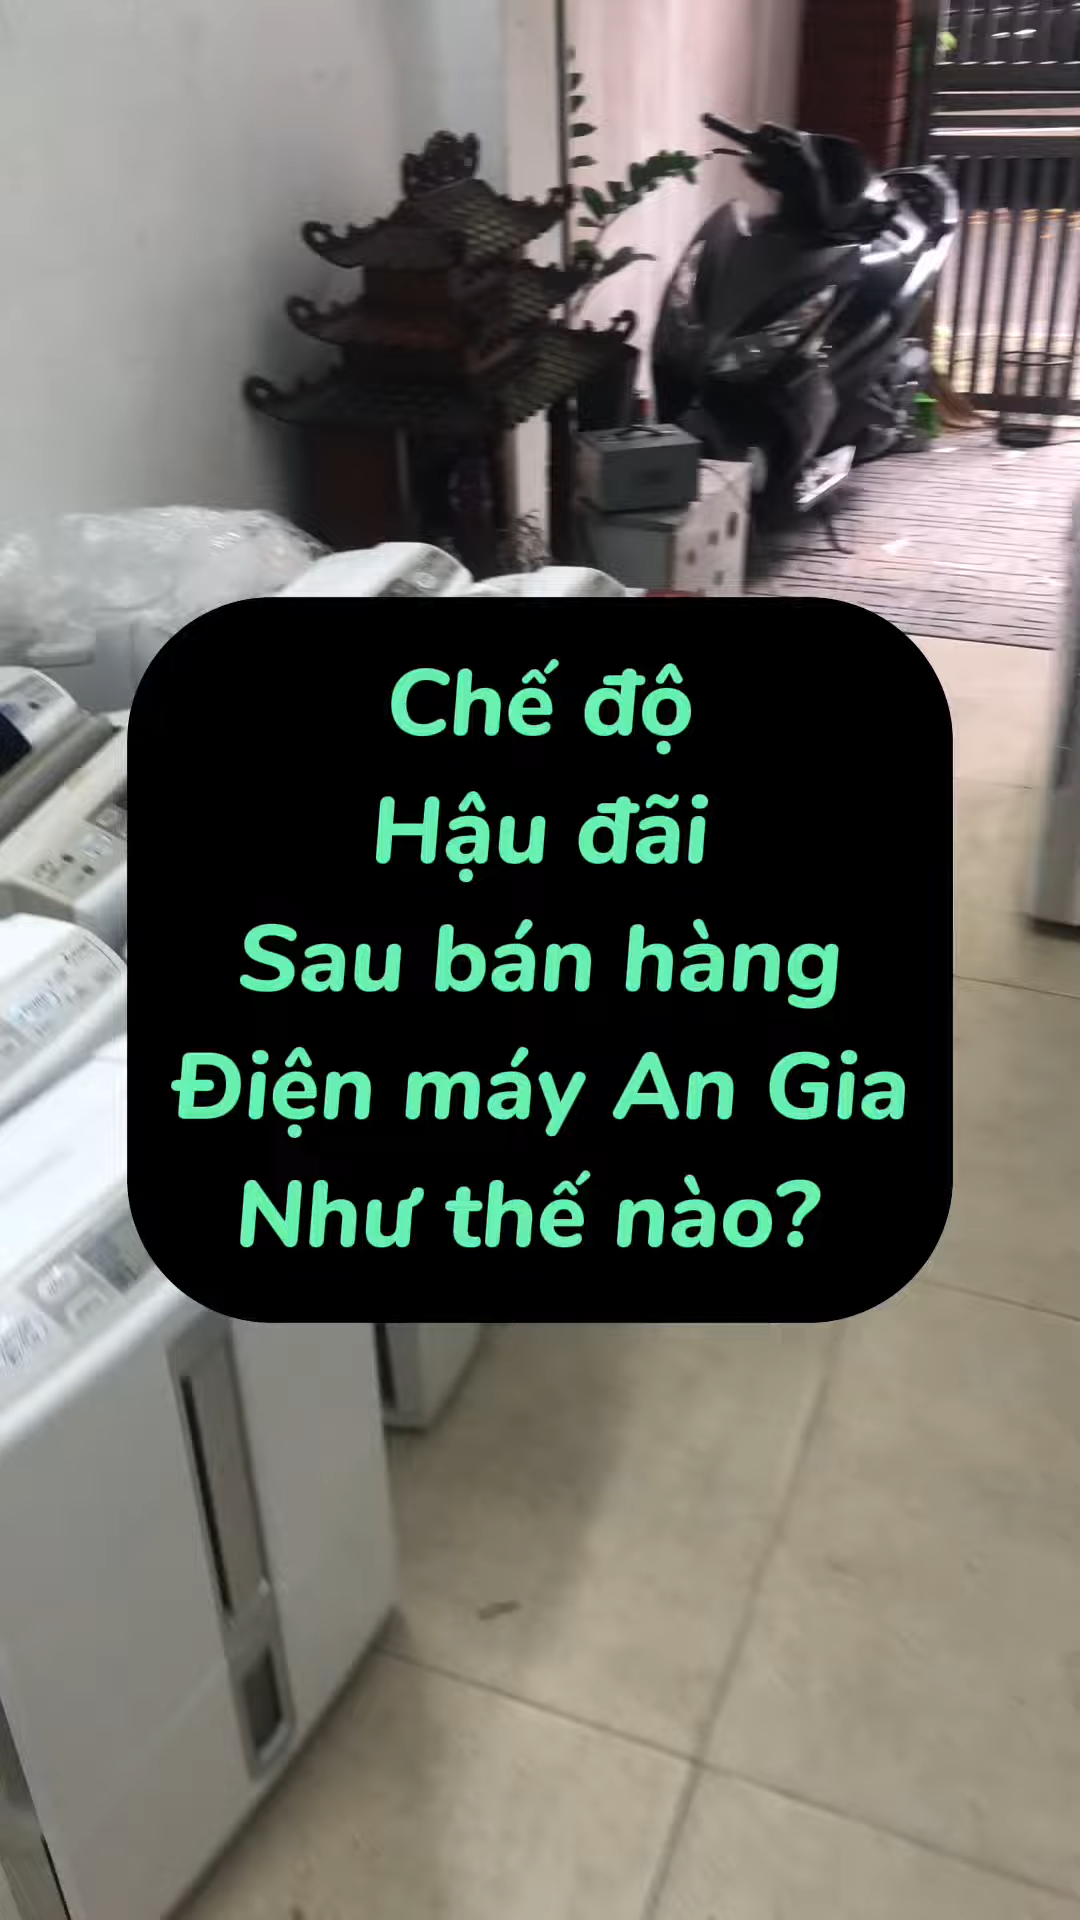 Chế độ
Hậu đãi
Sau bán hàng
Điện máy An Gia
Như thế nào?